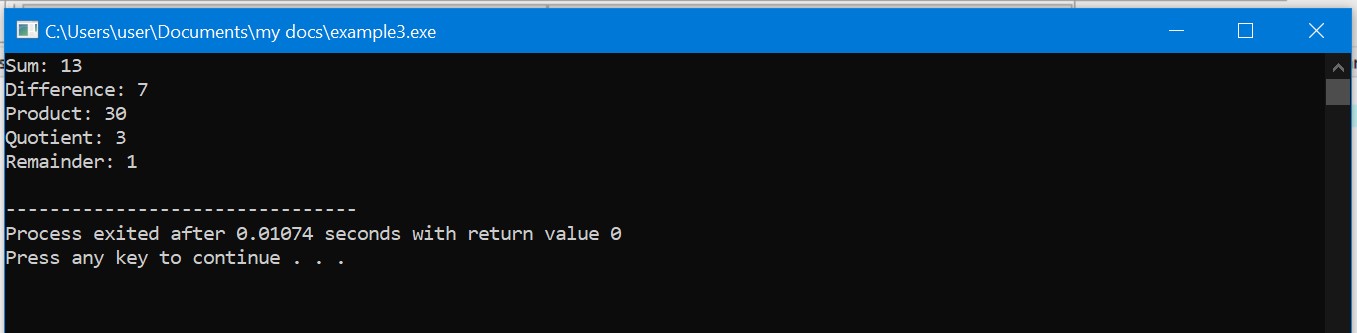 C:\Users\user\Documents\my docs\example3.exe
Sum: 13
Difference: 7
Product: 30
Quotient: 3
Remainder: 1
--------------------------------
Process exited after 0.01074 seconds with return value 0
Press any key to continue . . .